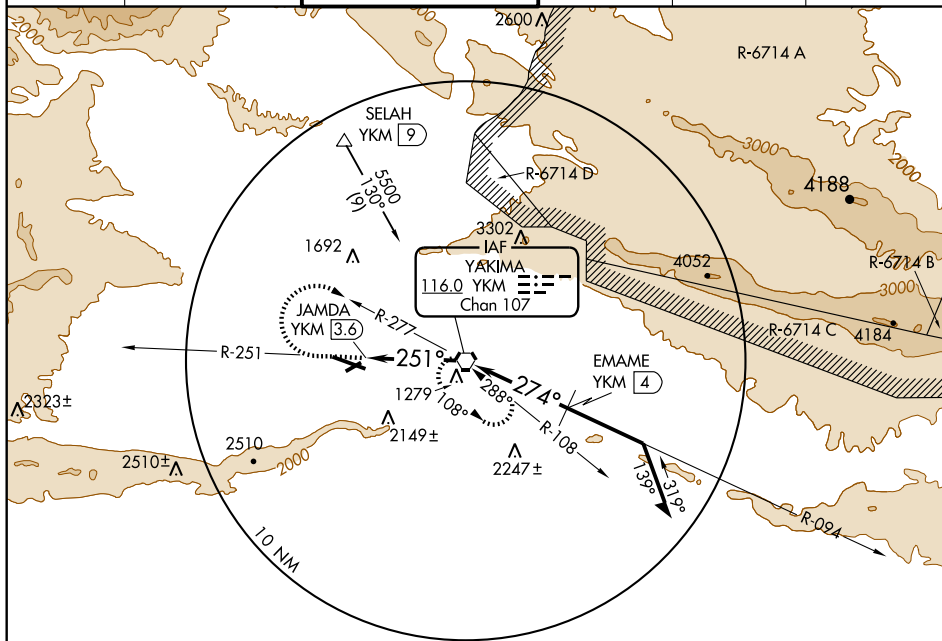 2600
R-6714 A
SELAH
YKM 9
3000
2000
5500
130°
(9)
R-6714 D
4188
3302
1692
IAF
YAKIMA
116.0 YKM
Chan 107
4052
R-6714 B
3000
JAMDA
YKM 3.6
R-277
R-6714 C
4184
R-251
251°
EMAME
YKM 4
274°
288°
1279
108°
R-108
2323±
2149±
2510
2000
2510±
2247±
139°
319°
R-094
2000
10 NM